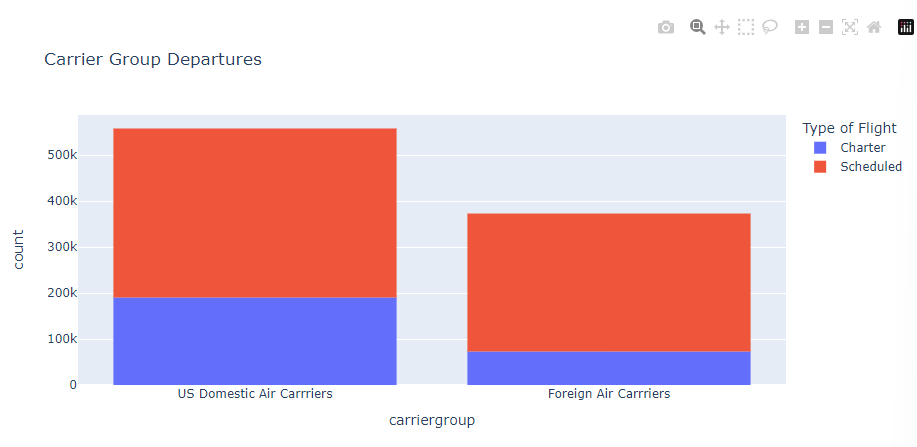 Carrier Group Departures
Type of Flight
Charter
Scheduled
500k
400k
300k
200k
100k
0
count
US Domestic Air Carrriers
Foreign Air Carrriers
carriergroup